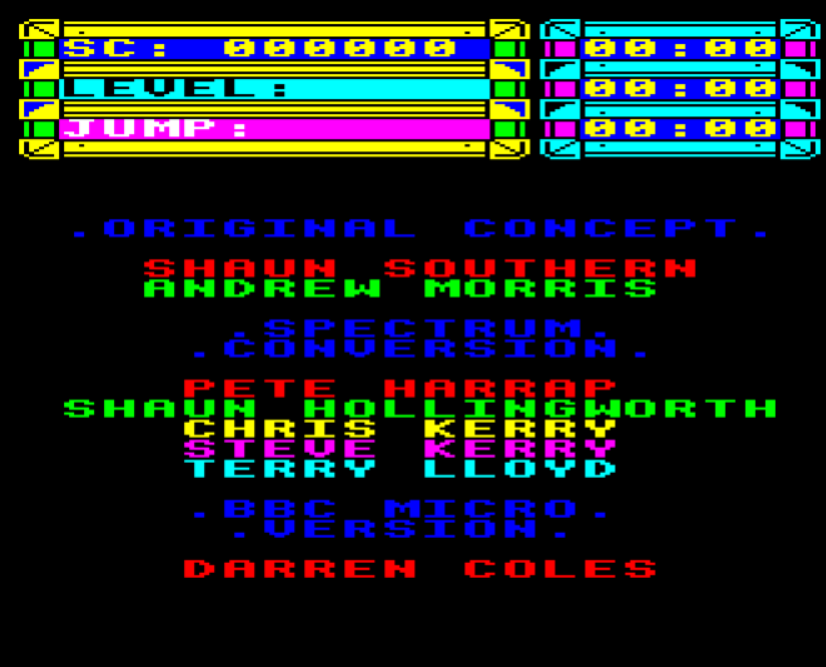 SC: 000000 00:00
LEVEL: 00:00
JUMP: 00:00
.ORIGINAL CONCEPT.
SHAUN SOUTHERN
ANDREW MORRIS
.SPECTRUM.
.CONVERSION.
PETE HARRAP
SHAUN HOLLINGWORTH
CHRIS KERRY
STEVE KERRY
TERRY LLOYD
.BBC MICRO.
.VERSION.
DARREN COLES